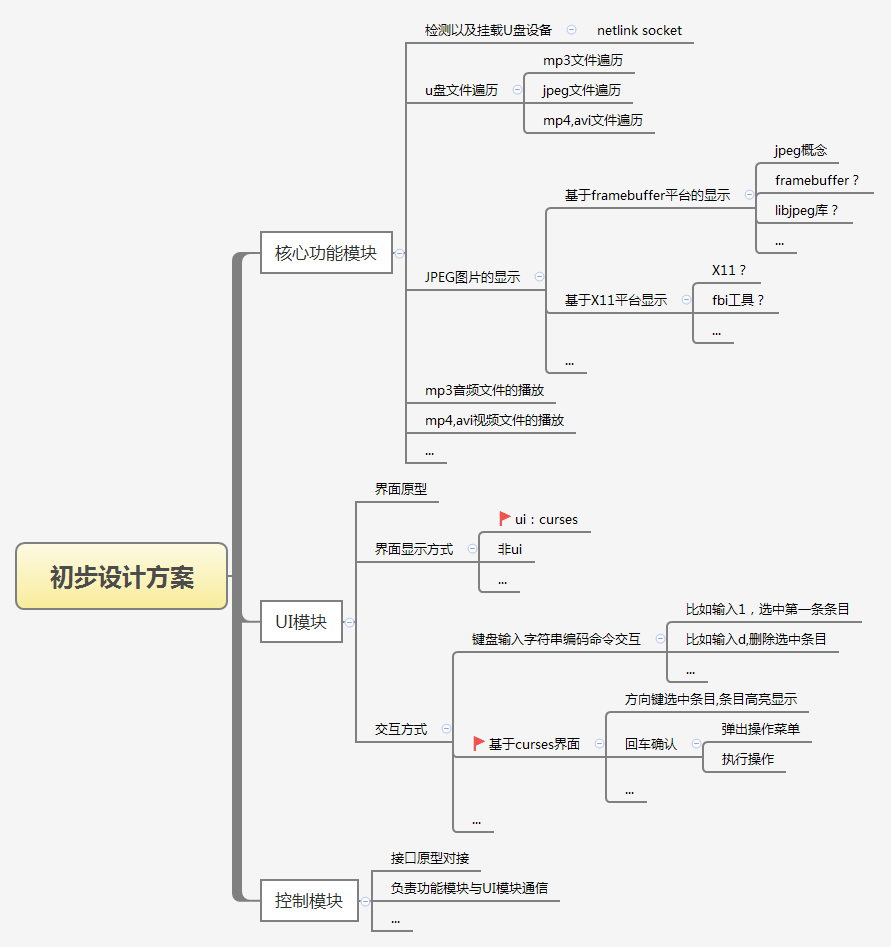 检测以及挂载U盘设备
netlink socket
mp3文件遍历
u盘文件遍历
jpeg文件遍历
mp4,avi文件遍历
jpeg概念
基于framebuffer平台的显示
framebuffer？
libjpeg库？
...
核心功能模块
JPEG图片的显示
X11？
基于X11平台显示
fbi工具？
...
...
mp3音频文件的播放
mp4,avi视频文件的播放
...
界面原型
ui：curses
界面显示方式
非ui
...
初步设计方案
UI模块
比如输入1，选中第一条条目
键盘输入字符串编码命令交互
比如输入d,删除选中条目
...
方向键选中条目,条目高亮显示
交互方式
基于curses界面
回车确认
弹出操作菜单
执行操作
...
...
接口原型对接
控制模块
负责功能模块与UI模块通信
...